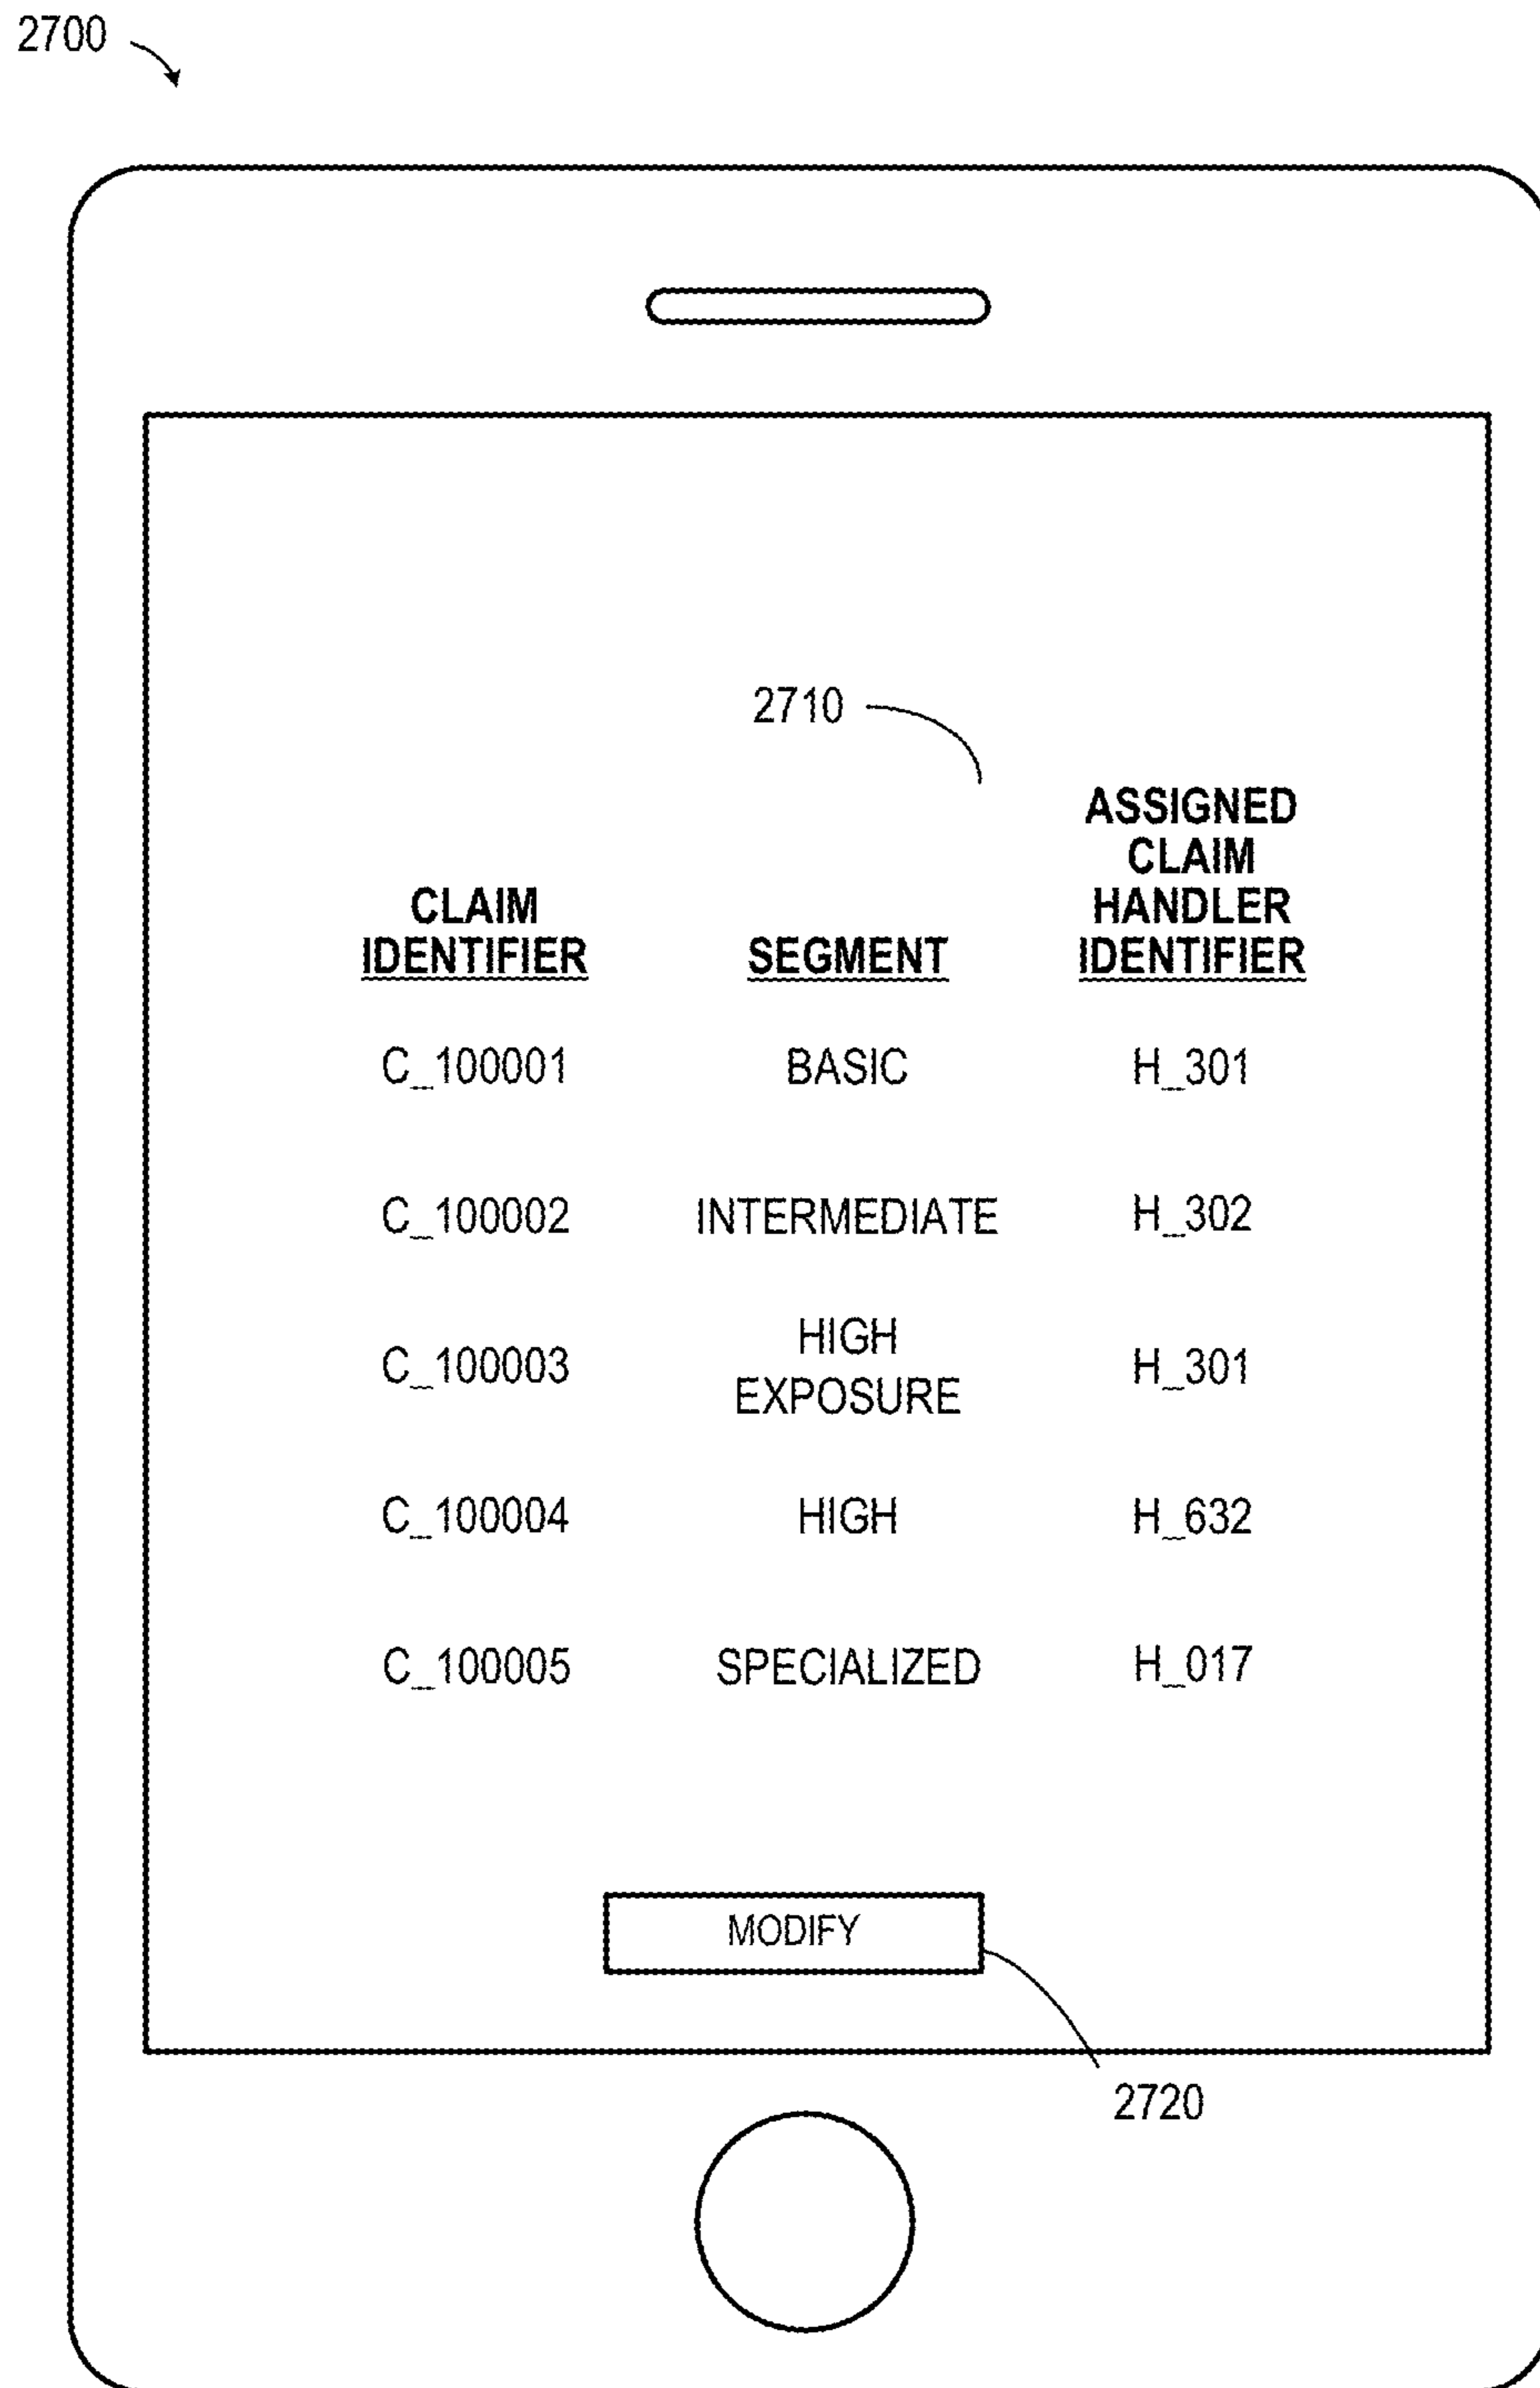 2700
2710
ASSIGNED
CLAIM
CLAIM HANDLER
IDENTIFIER SEGMENT IDENTIFIER
C_100001 BASIC H_301
C_100002 INTERMEDIATE H_302
HIGH
C_100003 EXPOSURE H_301
C_100004 HIGH H_632
C_100005 SPECIALIZED H_017
MODIFY
2720